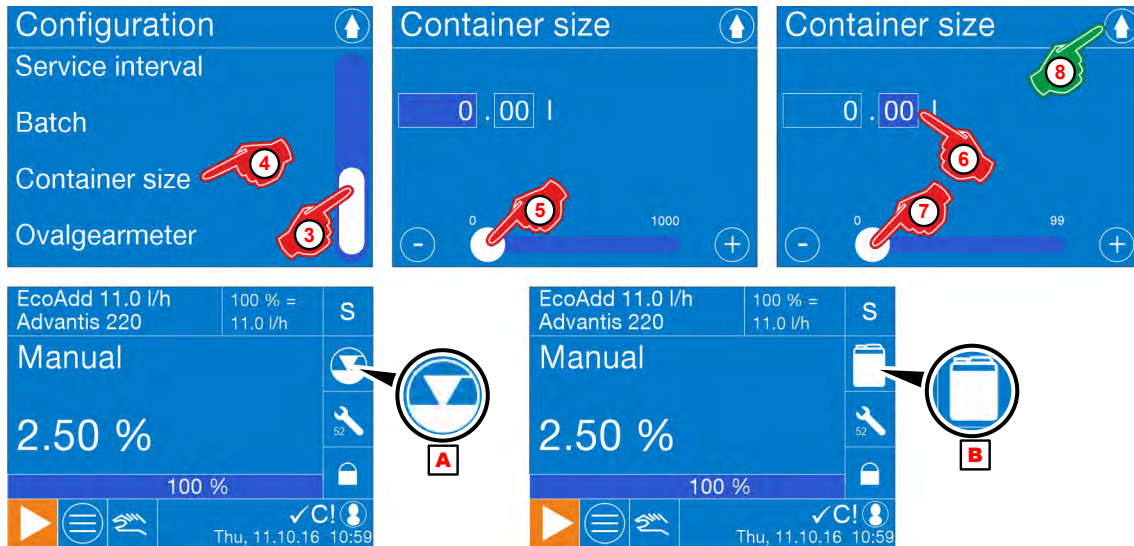 Configuration
Service interval
Batch
Container size
Ovalgearmeter
4
3
Container size
0 . 00 l
5
0 1000
- +
Container size
8
0 . 00 l
6
7
0 99
- +
EcoAdd 11.0 l/h
Advantis 220
100 % =
11.0 l/h
S
Manual
2.50 %
52
100 %
✓C!
Thu, 11.10.16 10:59
A
EcoAdd 11.0 l/h
Advantis 220
100 % =
11.0 l/h
S
Manual
2.50 %
52
100 %
✓C!
Thu, 11.10.16 10:59
B